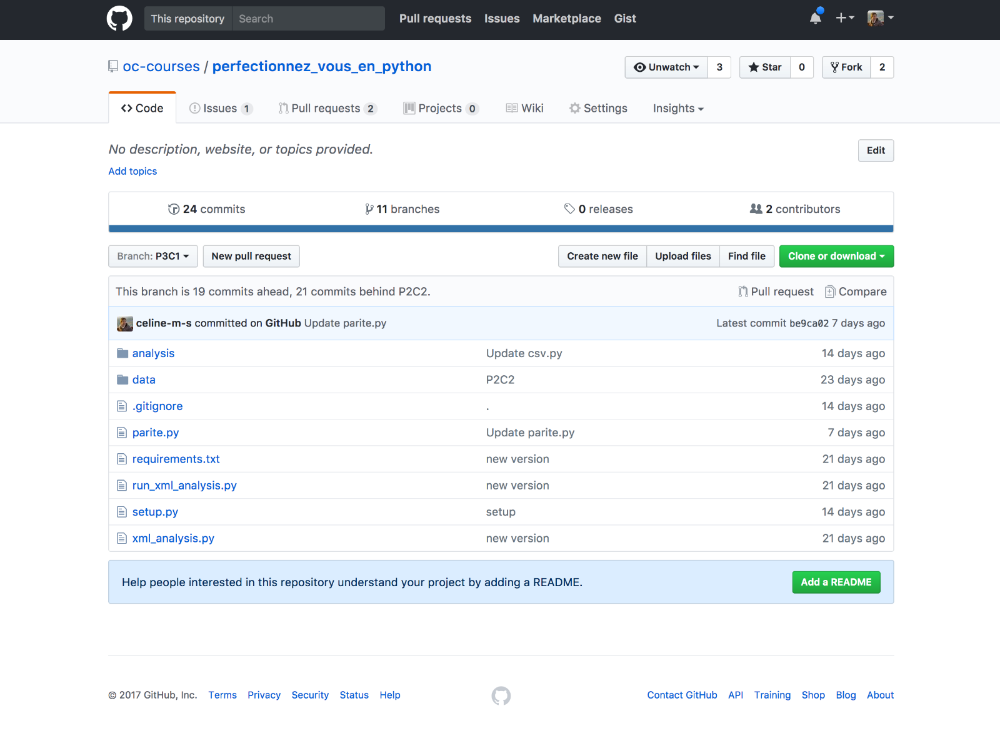 This repository Search Pull requests Issues Marketplace Gist
oc-courses / perfectionnez_vous_en_python Unwatch 3 Star 0 Fork 2
Code Issues 1 Pull requests 2 Projects 0 Wiki Settings Insights
No description, website, or topics provided. Edit
Add topics
24 commits 11 branches 0 releases 2 contributors
Branch: P3C1 New pull request Create new file Upload files Find file Clone or download
This branch is 19 commits ahead, 21 commits behind P2C2. Pull request Compare
celine-m-s committed on GitHub Update parite.py Latest commit be9ca02 7 days ago
analysis Update csv.py 14 days ago
data P2C2 23 days ago
.gitignore . 14 days ago
parite.py Update parite.py 7 days ago
requirements.txt new version 21 days ago
run_xml_analysis.py new version 21 days ago
setup.py setup 14 days ago
xml_analysis.py new version 21 days ago
Help people interested in this repository understand your project by adding a README. Add a README
© 2017 GitHub, Inc. Terms Privacy Security Status Help Contact GitHub API Training Shop Blog About